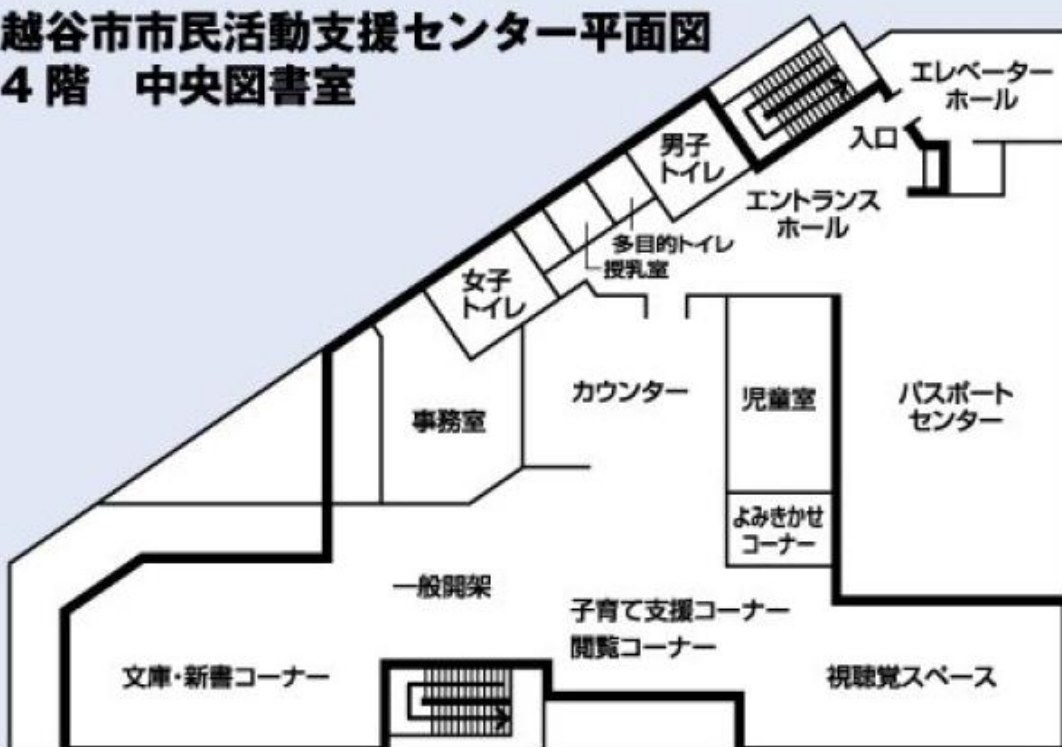 越谷市市民活動支援センター平面図
4階　中央図書室
エレベーター
ホール
入口
男子
トイレ
エントランス
ホール
多目的トイレ
授乳室
女子
トイレ
カウンター
児童室
パスポート
センター
事務室
よみきかせ
コーナー
一般開架
子育て支援コーナー
閲覧コーナー
文庫・新書コーナー
視聴覚スペース